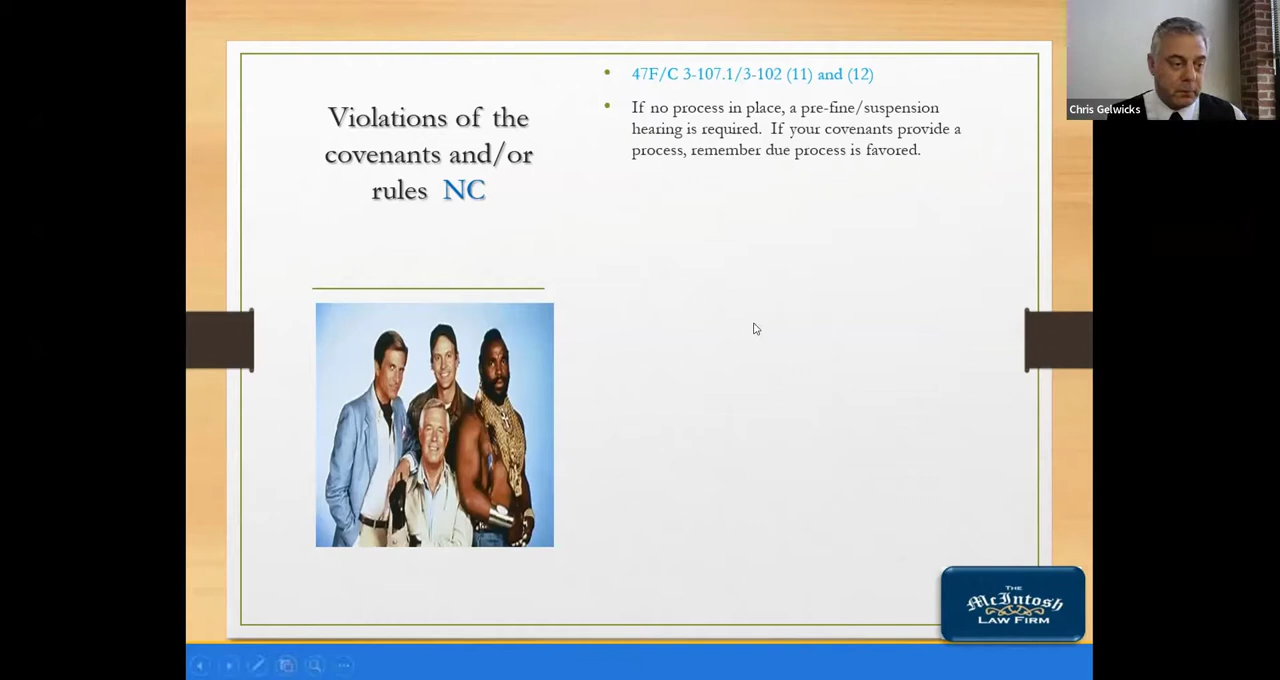 Violations of the
covenants and/or
rules NC
47F/C 3-107.1/3-102 (11) and (12)
If no process in place, a pre-fine/suspension
hearing is required. If your covenants provide a
process, remember due process is favored.
Chris Gelwicks
THE
McIntosh
LAW FIRM